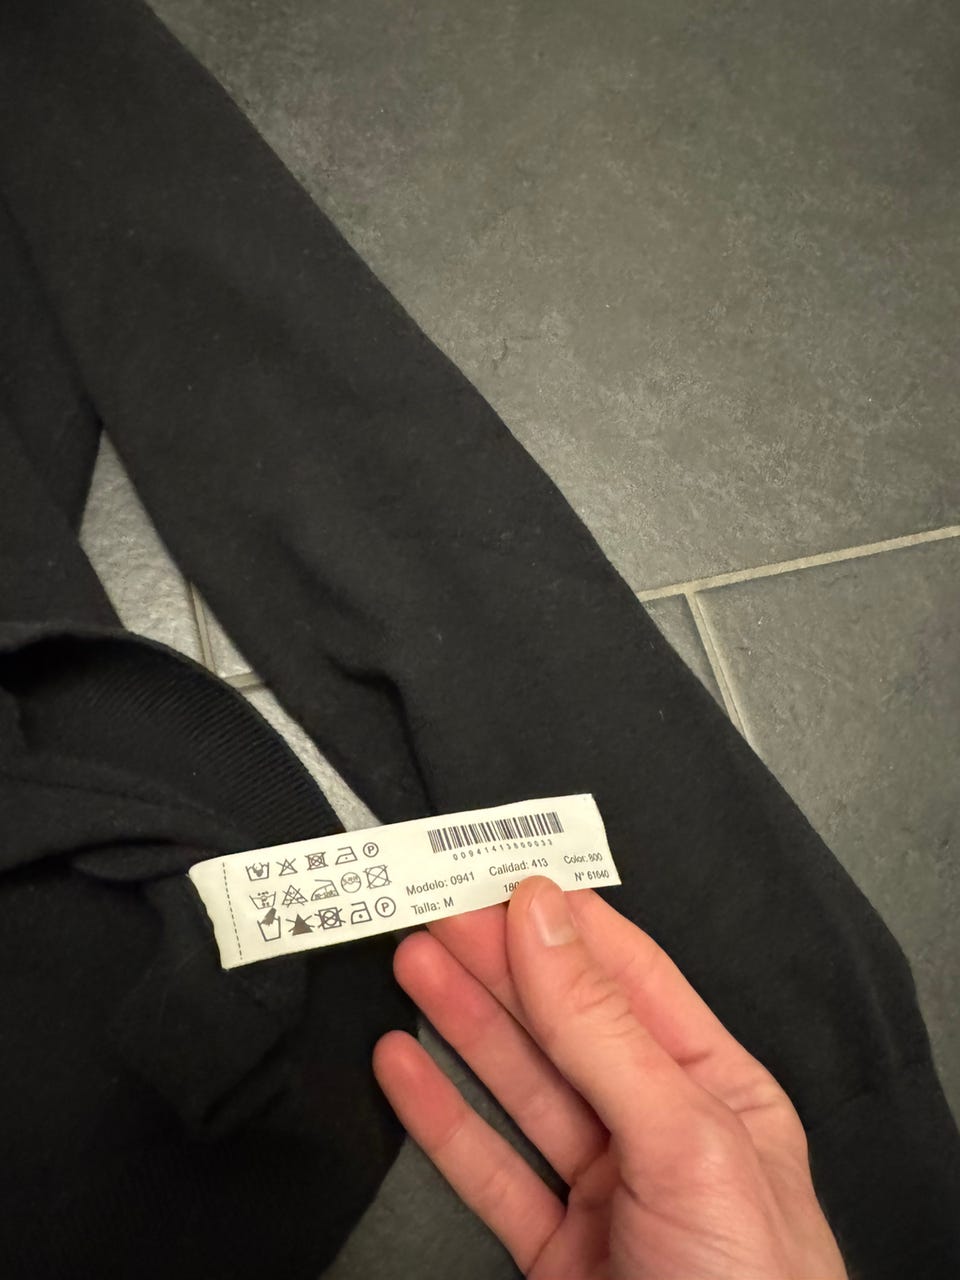 00941413800033
Modelo: 0941 Calidad: 413 Color: 800
Talla: M Nº 61640
P
P